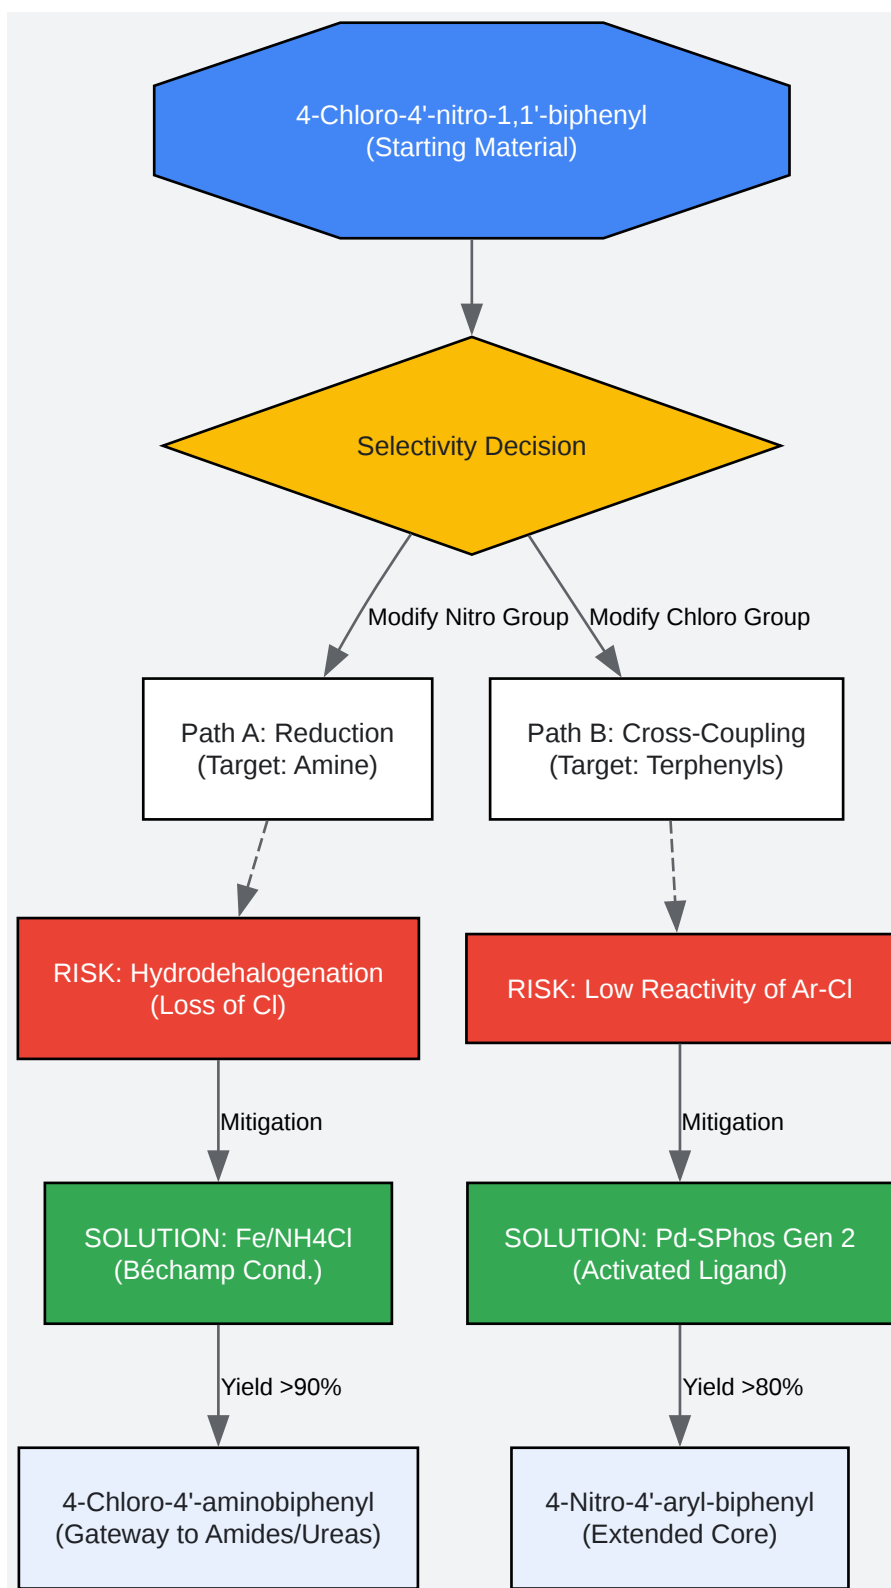 4-Chloro-4'-nitro-1,1'-biphenyl
(Starting Material)
Selectivity Decision
Modify Nitro Group
Modify Chloro Group
Path A: Reduction
(Target: Amine)
Path B: Cross-Coupling
(Target: Terphenyls)
RISK: Hydrodehalogenation
(Loss of Cl)
RISK: Low Reactivity of Ar-Cl
Mitigation
Mitigation
SOLUTION: Fe/NH4Cl
(Béchamp Cond.)
SOLUTION: Pd-SPhos Gen 2
(Activated Ligand)
Yield >90%
Yield >80%
4-Chloro-4'-aminobiphenyl
(Gateway to Amides/Ureas)
4-Nitro-4'-aryl-biphenyl
(Extended Core)